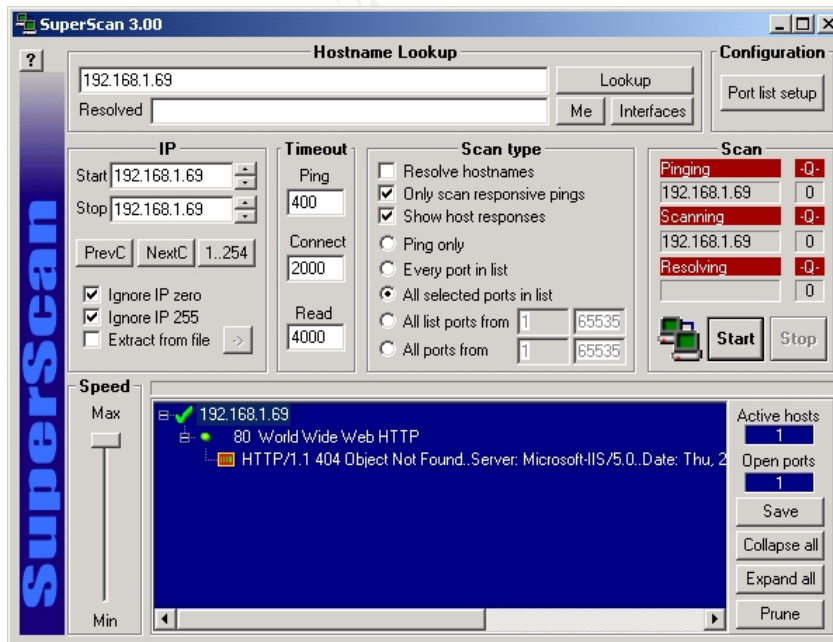 SuperScan 3.00
?
Hostname Lookup
192.168.1.69
Lookup
Resolved
Me
Interfaces
Configuration
Port list setup
IP
Start 192.168.1.69
Stop 192.168.1.69
PrevC
NextC
1..254
Ignore IP zero
Ignore IP 255
Extract from file
->
Timeout
Ping
400
Connect
2000
Read
4000
Scan type
Resolve hostnames
Only scan responsive pings
Show host responses
Ping only
Every port in list
All selected ports in list
All list ports from 1 65535
All ports from 1 65535
Scan
Pinging -Q-
192.168.1.69 0
Scanning -Q-
192.168.1.69 0
Resolving -Q-
0
Start
Stop
SuperScan
Speed
Max
Min
192.168.1.69
80 World Wide Web HTTP
HTTP/1.1 404 Object Not Found..Server: Microsoft-IIS/5.0..Date: Thu, 2
Active hosts
1
Open ports
1
Save
Collapse all
Expand all
Prune